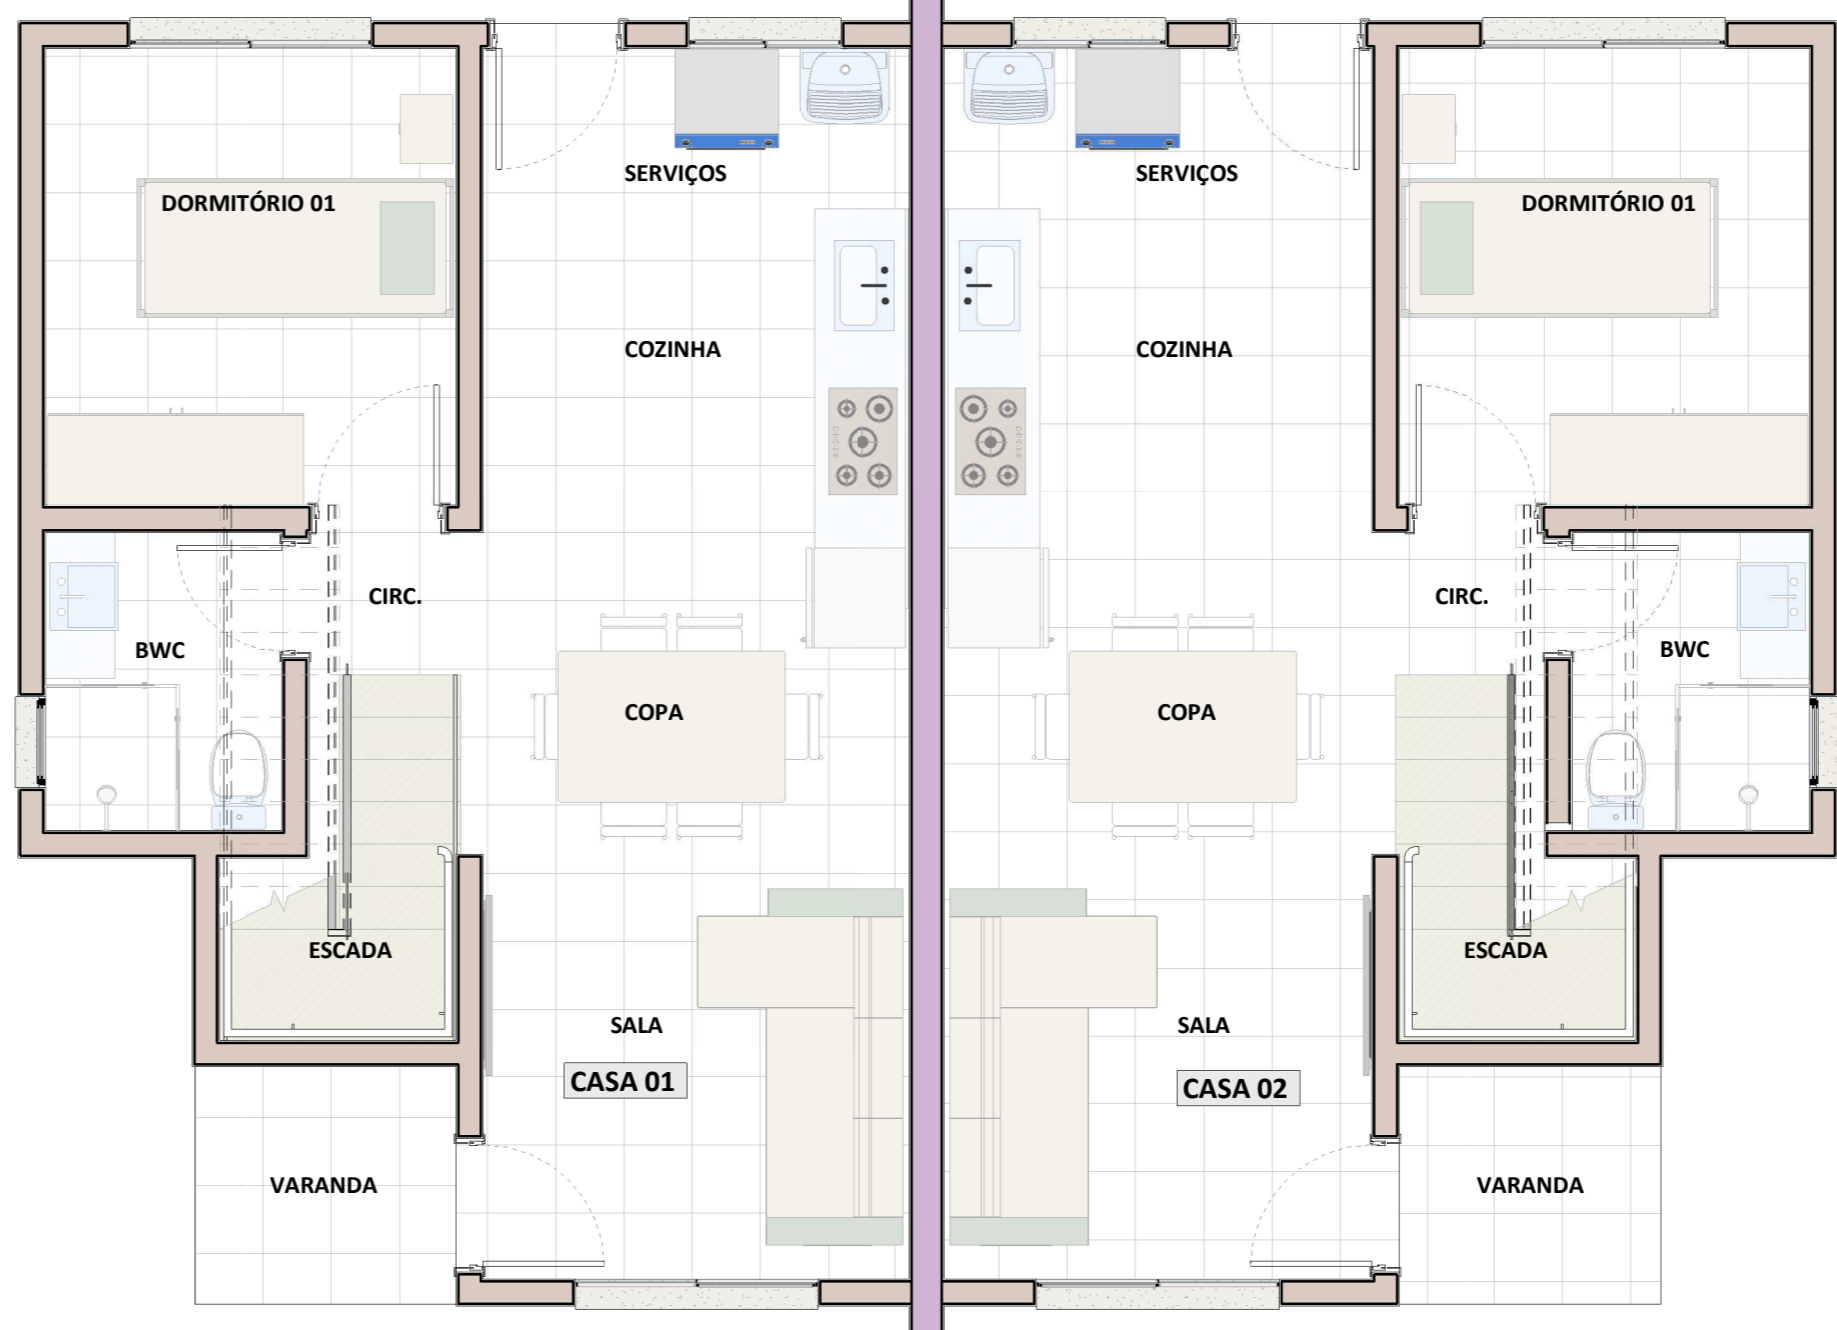 SERVIÇOS
SERVIÇOS
DORMITÓRIO 01
DORMITÓRIO 01
COZINHA
COZINHA
CIRC.
CIRC.
BWC
BWC
COPA
COPA
ESCADA
ESCADA
SALA
SALA
CASA 01
CASA 02
VARANDA
VARANDA